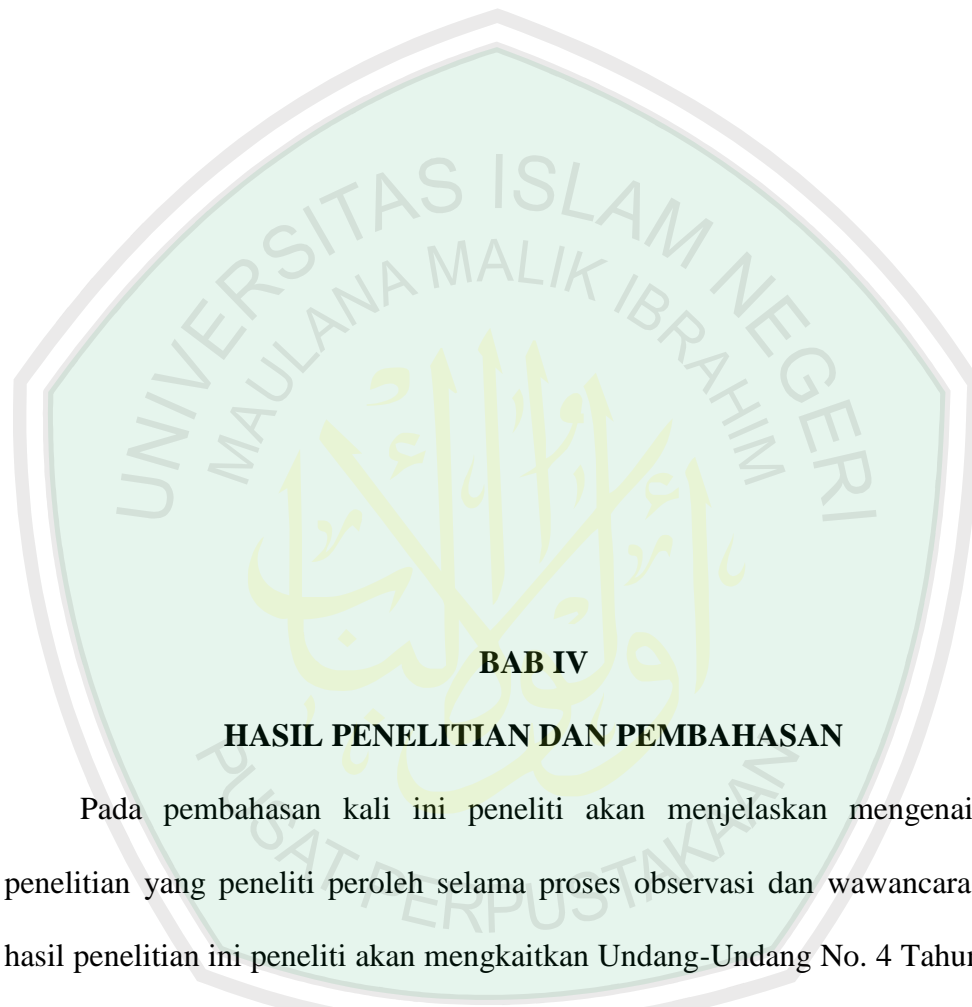 UNIVERSITAS ISLAM NEGERI
MAULANA MALIK IBRAHIM
BAB IV
HASIL PENELITIAN DAN PEMBAHASAN
Pada pembahasan kali ini peneliti akan menjelaskan mengenai
penelitian yang peneliti peroleh selama proses observasi dan wawancara
hasil penelitian ini peneliti akan mengkaitkan Undang-Undang No. 4 Tahun
PUSAT PERPUSTAKAAN